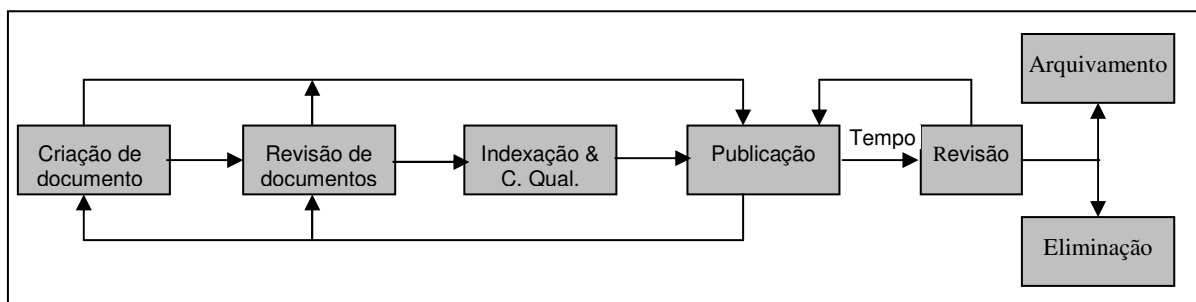 Criação de
documento
Revisão de
documentos
Indexação &
C. Qual.
Publicação
Tempo
Revisão
Arquivamento
Eliminação